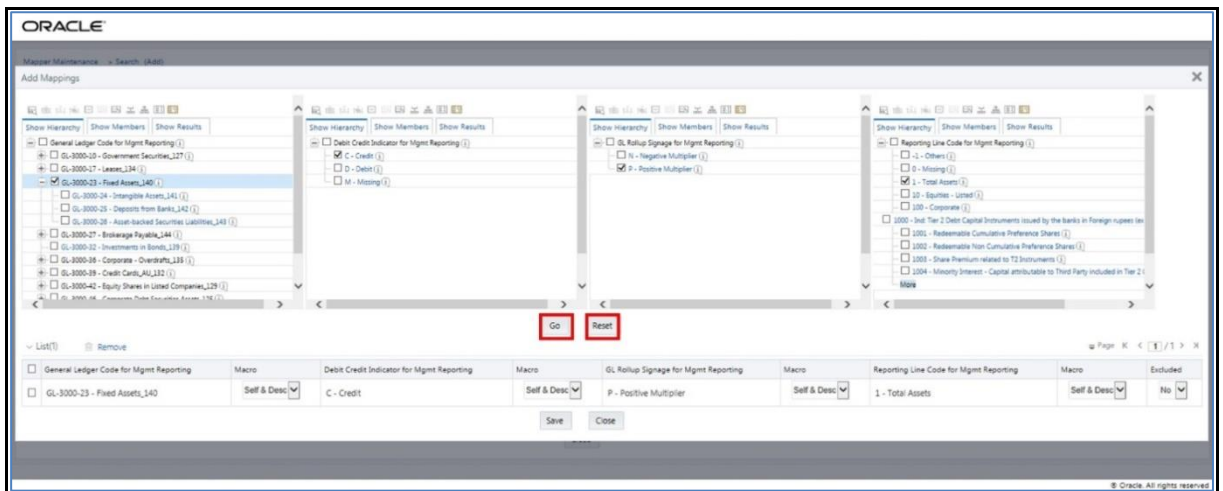 ORACLE
Mapper Maintenance > Search (Add)
Add Mappings
Show Hierarchy Show Members Show Results
General Ledger Code for Mgmt Reporting
GL-3000-10 - Government Securities_127
GL-3000-17 - Leases_134
GL-3000-23 - Fixed Assets_140
GL-3000-24 - Intangible Assets_141
GL-3000-25 - Deposits from Banks_142
GL-3000-26 - Asset-backed Securities Liabilities_143
GL-3000-27 - Brokerage Payable_144
GL-3000-32 - Investments in Bonds_139
GL-3000-36 - Corporate - Overdrafts_135
GL-3000-39 - Credit Cards_AU_132
GL-3000-42 - Equity Shares in Listed Companies_129
Show Hierarchy Show Members Show Results
Debit Credit Indicator for Mgmt Reporting
C - Credit
D - Debit
M - Missing
Show Hierarchy Show Members Show Results
GL Rollup Signage for Mgmt Reporting
N - Negative Multiplier
P - Positive Multiplier
Show Hierarchy Show Members Show Results
Reporting Line Code for Mgmt Reporting
-1 - Others
0 - Missing
1 - Total Assets
10 - Equities - Listed
100 - Corporate
1000 - Ind: Tier 2 Debt Capital Instruments issued by the banks in Foreign rupees
1001 - Redeemable Cumulative Preference Shares
1002 - Redeemable Non Cumulative Preference Shares
1003 - Share Premium related to T2 Instruments
1004 - Minority Interest - Capital attributable to Third Party included in Tier 2
More
Go Reset
List(1) Remove Page 1 / 1
General Ledger Code for Mgmt Reporting Macro Debit Credit Indicator for Mgmt Reporting Macro GL Rollup Signage for Mgmt Reporting Macro Reporting Line Code for Mgmt Reporting Macro Excluded
GL-3000-23 - Fixed Assets_140 Self & Desc C - Credit Self & Desc P - Positive Multiplier Self & Desc 1 - Total Assets Self & Desc No
Save Close
© Oracle. All rights reserved